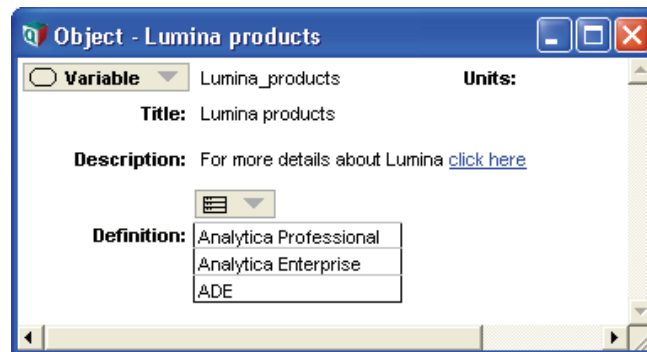 Object - Lumina products
Variable Lumina_products Units:
Title: Lumina products
Description: For more details about Lumina click here
Definition: Analytica Professional
Analytica Enterprise
ADE